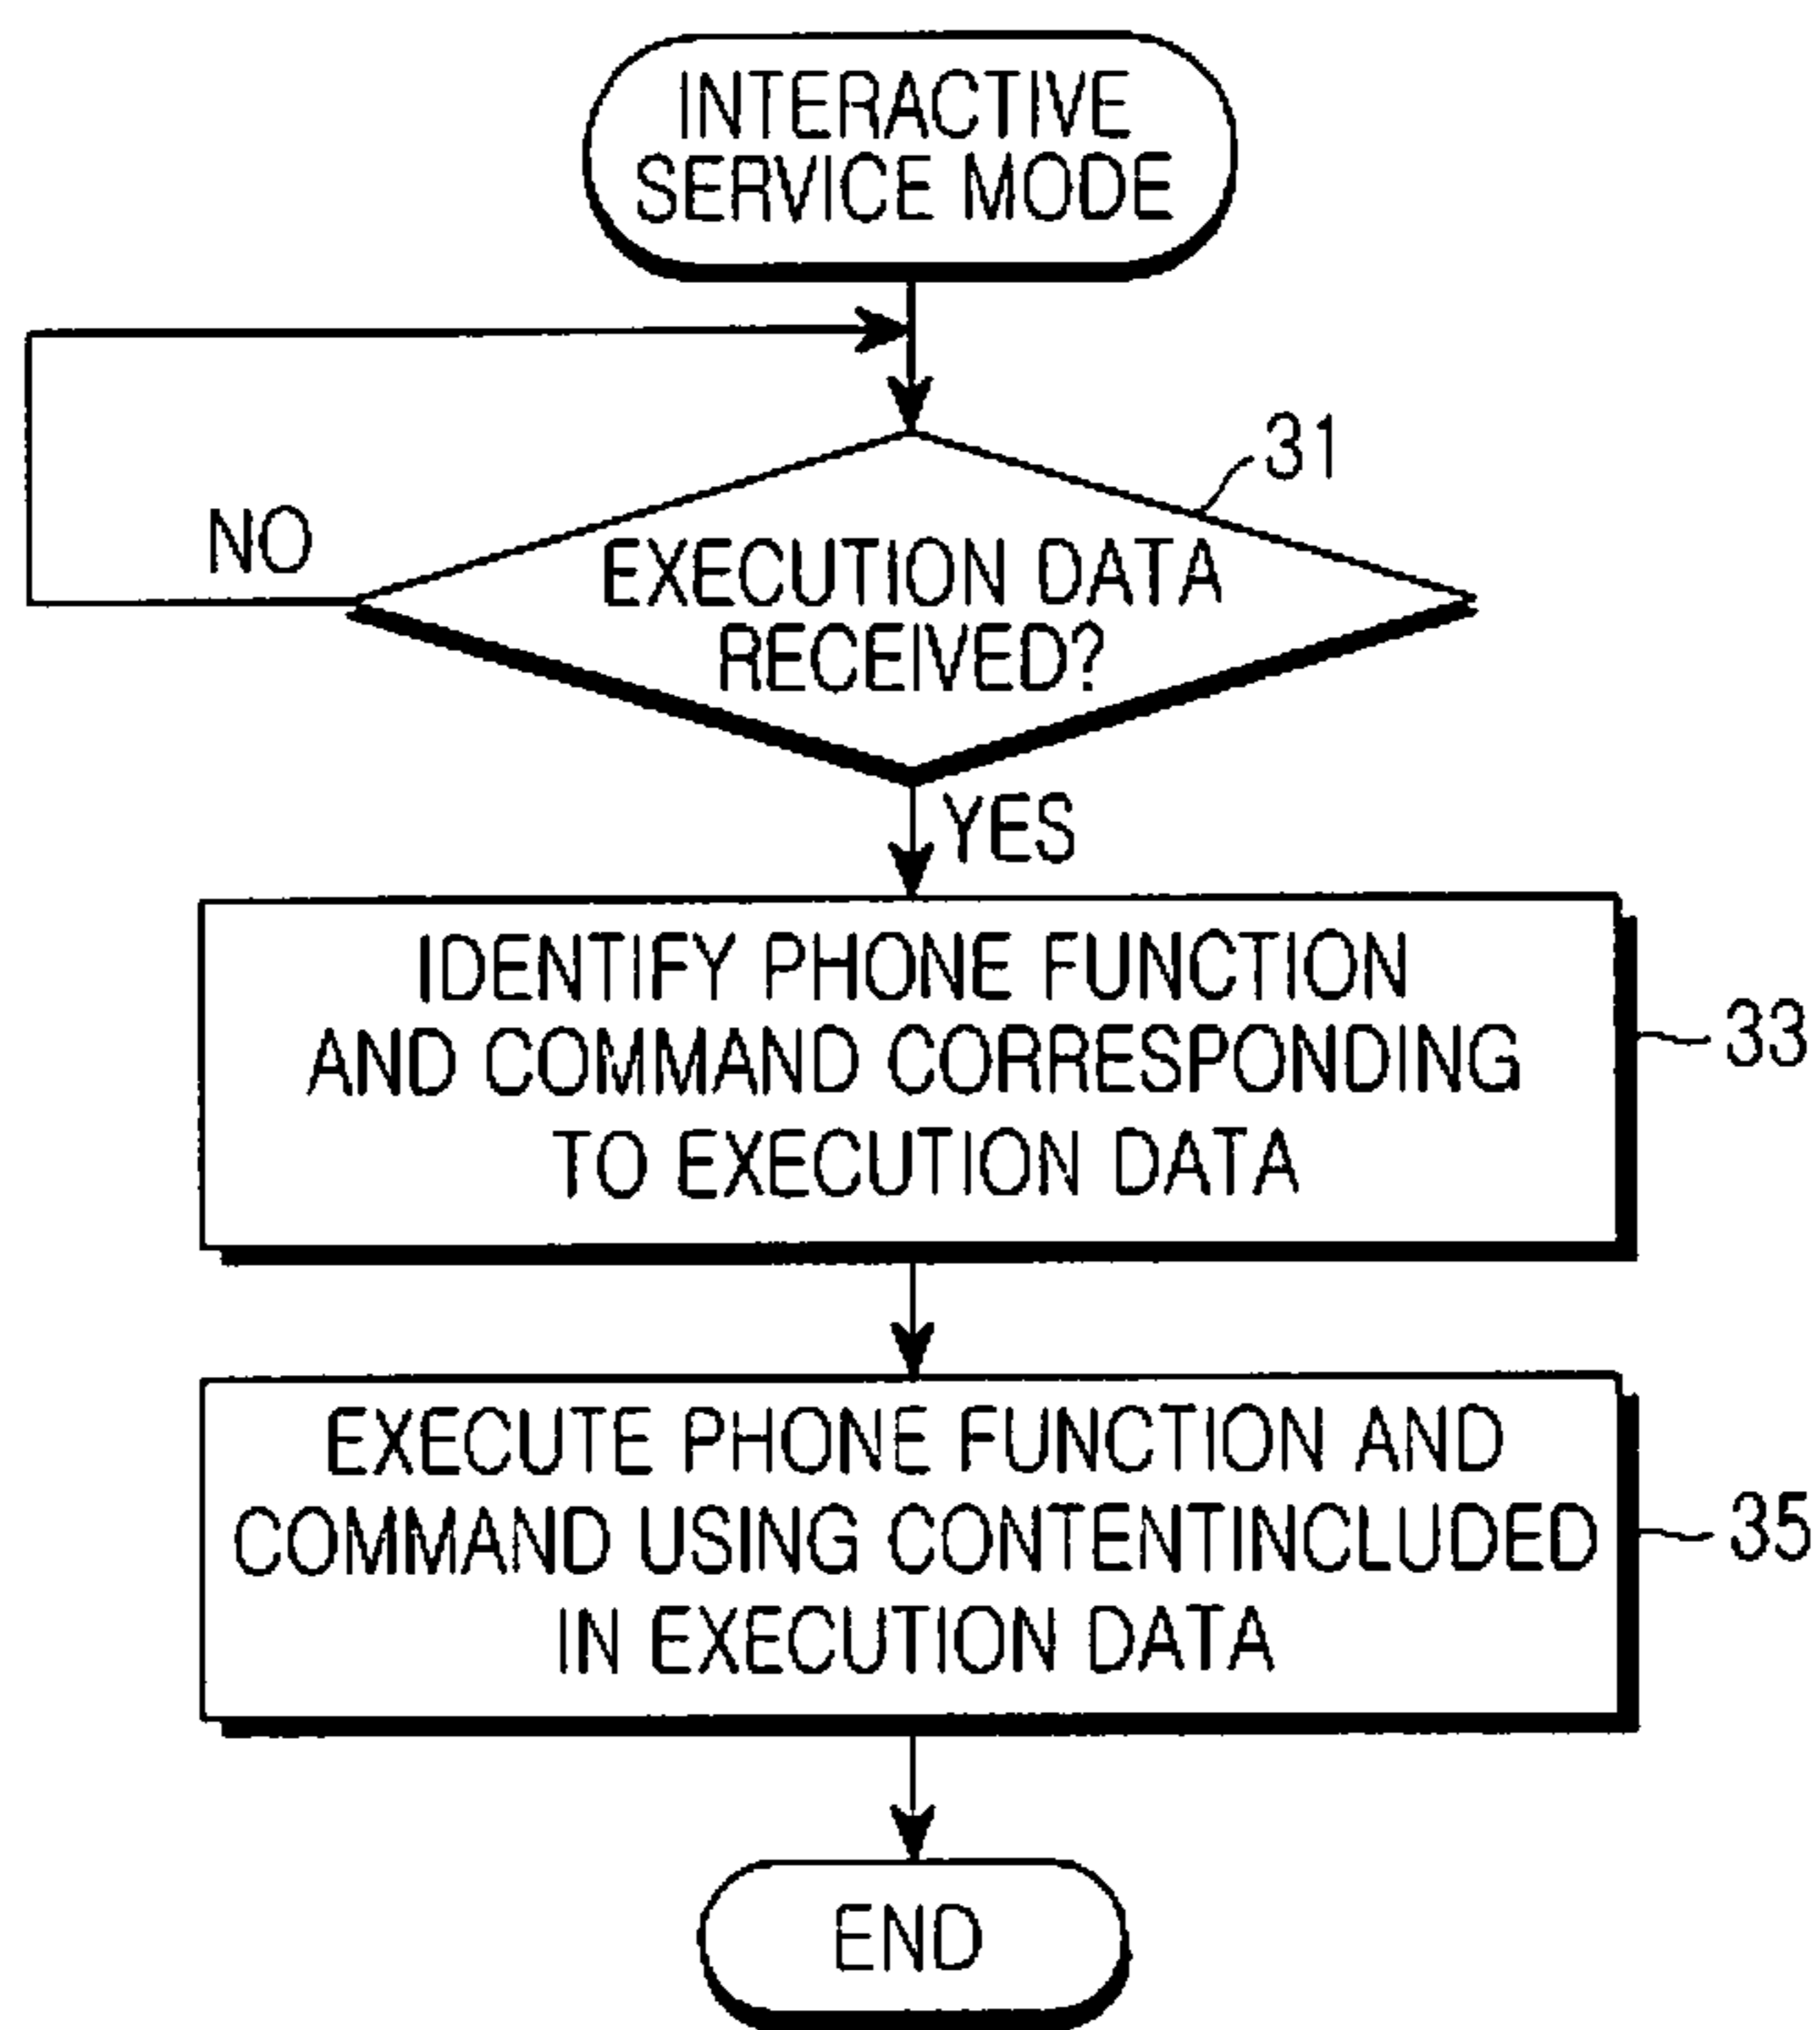 INTERACTIVE
SERVICE MODE
31
NO
EXECUTION DATA
RECEIVED?
YES
IDENTIFY PHONE FUNCTION
AND COMMAND CORRESPONDING
TO EXECUTION DATA
33
EXECUTE PHONE FUNCTION AND
COMMAND USING CONTENTINCLUDED
IN EXECUTION DATA
35
END